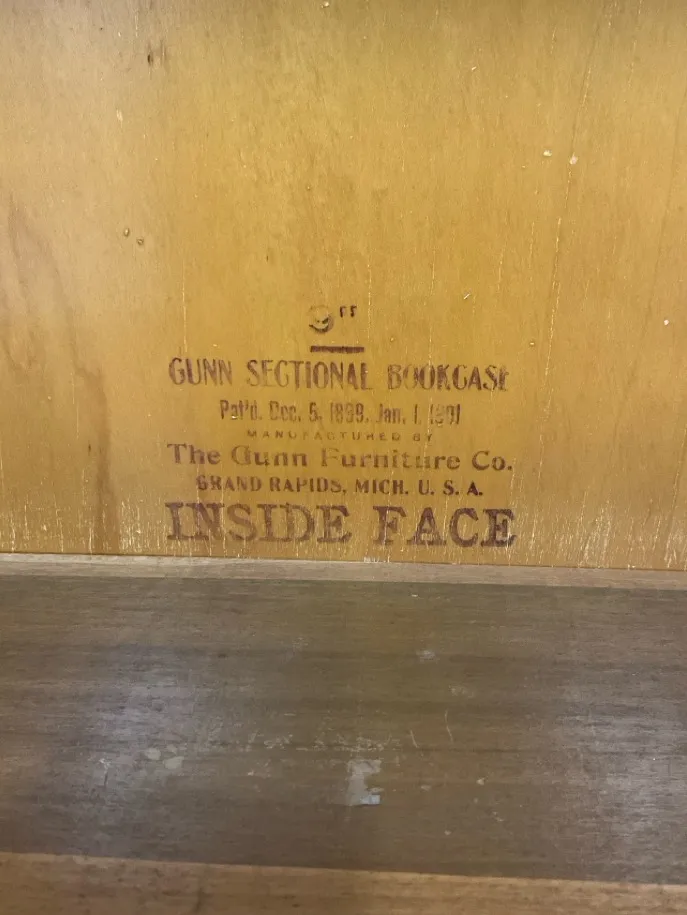 9"
GUNN SECTIONAL BOOKCASE
Pat'd. Dec. 5, 1899. Jan. 1, 1901
MANUFACTURED BY
The Gunn Furniture Co.
GRAND RAPIDS, MICH. U. S. A.
INSIDE FACE